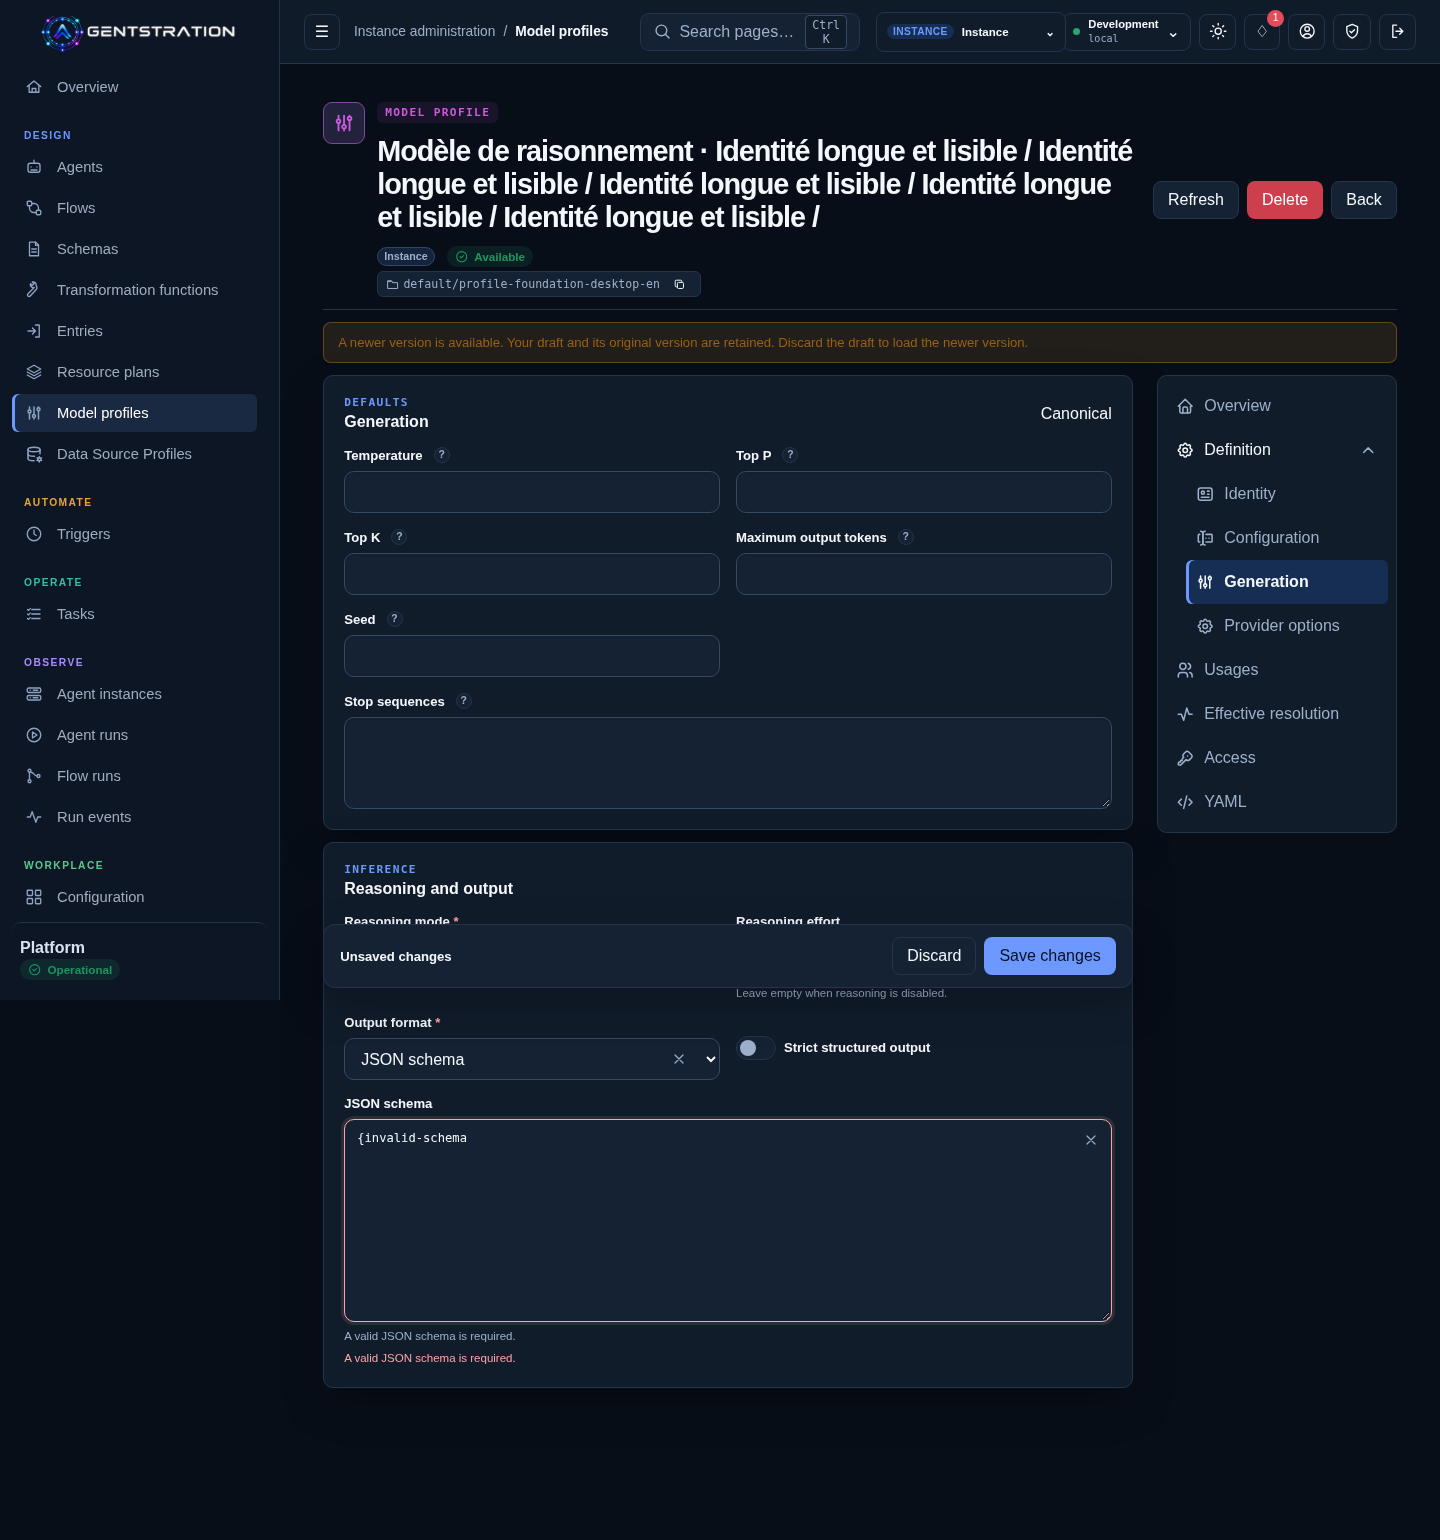 GENTSTRATION
Overview
DESIGN
Agents
Flows
Schemas
Transformation functions
Entries
Resource plans
Model profiles
Data Source Profiles
AUTOMATE
Triggers
OPERATE
Tasks
OBSERVE
Agent instances
Agent runs
Flow runs
Run events
WORKPLACE
Configuration
Platform
Operational
Instance administration / Model profiles
Search pages…
Ctrl
K
INSTANCE Instance
Development
local
1
MODEL PROFILE
Modèle de raisonnement · Identité longue et lisible / Identité
longue et lisible / Identité longue et lisible / Identité longue
et lisible / Identité longue et lisible /
Refresh
Delete
Back
Instance
Available
default/profile-foundation-desktop-en
A newer version is available. Your draft and its original version are retained. Discard the draft to load the newer version.
DEFAULTS
Generation
Canonical
Temperature ?
Top P ?
Top K ?
Maximum output tokens ?
Seed ?
Stop sequences ?
INFERENCE
Reasoning and output
Reasoning mode *
Reasoning effort
Unsaved changes
Discard
Save changes
Leave empty when reasoning is disabled.
Output format *
JSON schema
Strict structured output
JSON schema
{invalid-schema
A valid JSON schema is required.
A valid JSON schema is required.
Overview
Definition
Identity
Configuration
Generation
Provider options
Usages
Effective resolution
Access
YAML